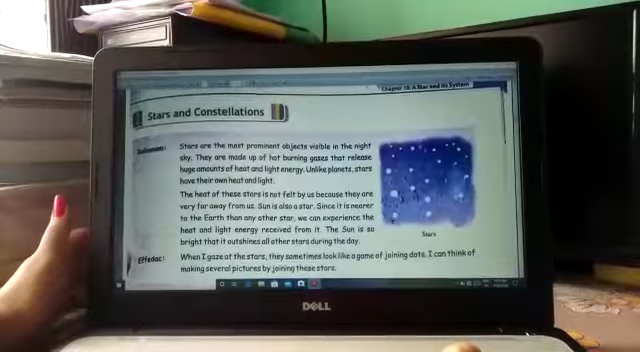 Chapter 19: A Star and its System
Stars and Constellations
Stars are the most prominent objects visible in the night
sky. They are made up of hot burning gases that release
huge amounts of heat and light energy. Unlike planets, stars
have their own heat and light.
The heat of these stars is not felt by us because they are
very far away from us. Sun is also a star. Since it is nearer
to the Earth than any other star, we can experience the
heat and light energy received from it. The Sun is so
bright that it outshines all other stars during the day.
Stars
Effedac: When I gaze at the stars, they sometimes look like a game of joining dots. I can think of
making several pictures by joining these stars.
DELL